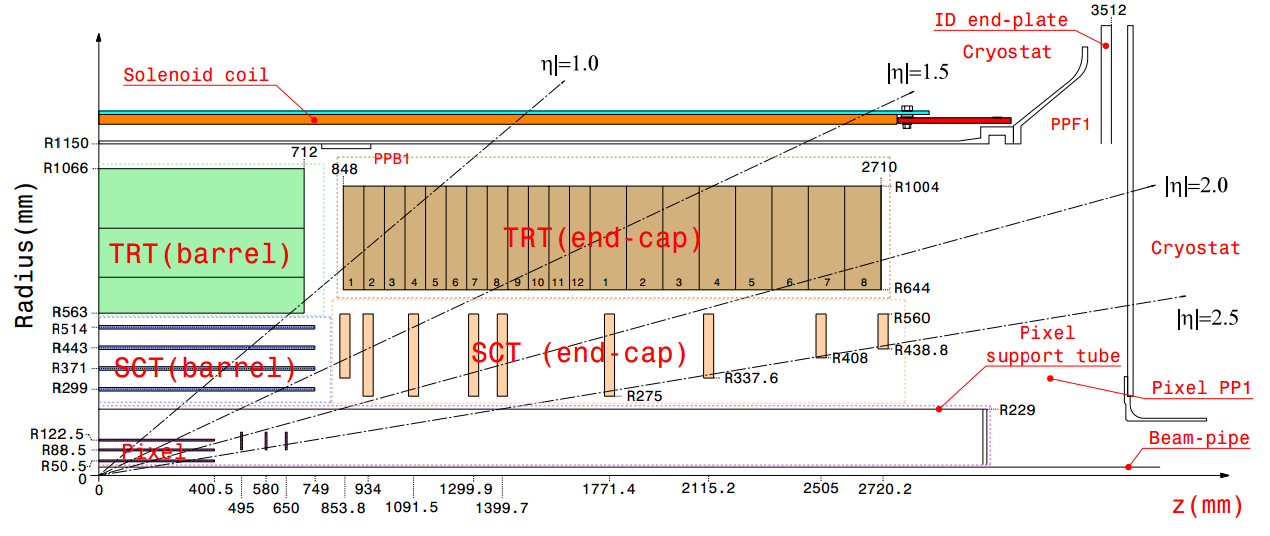 3512
ID end-plate
Cryostat
η=1.0
|η|=1.5
Solenoid coil
PPF1
R1150
712
PPB1
848
2710
R1066
R1004
|η|=2.0
Radius(mm)
TRT(barrel)
TRT(end-cap)
Cryostat
1 2 3 4 5 6 7 8 9 10 11 12 1 2 3 4 5 6 7 8
R644
R563
R514
R560
|η|=2.5
R443
SCT(barrel)
SCT (end-cap)
R438.8
R408
Pixel
support tube
R371
R337.6
R299
R275
Pixel PP1
R229
R122.5
R88.5
Pixel
R50.5
Beam-pipe
0
0 400.5 580 749 934 1299.9 1771.4 2115.2 2505 2720.2
495 650 853.8 1091.5 1399.7
z(mm)